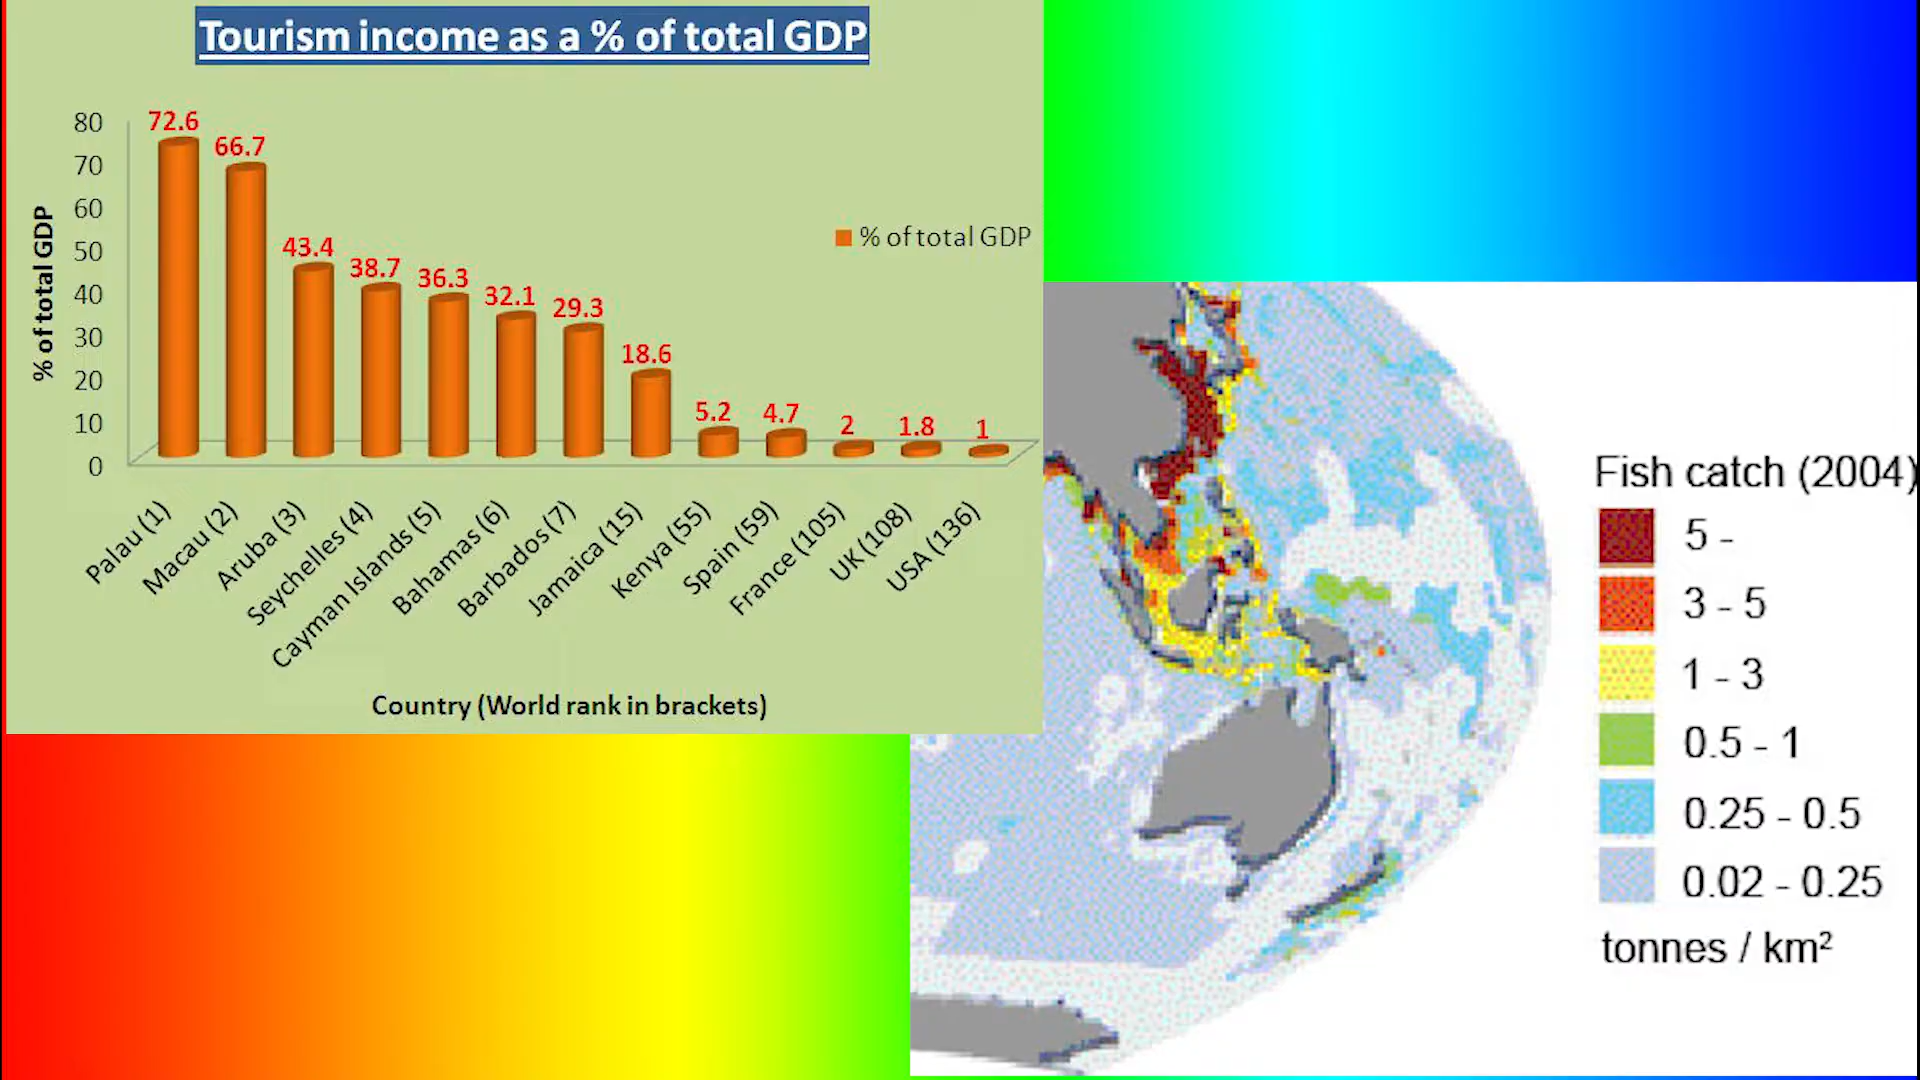 Tourism income as a % of total GDP
80
70
60
50
40
30
20
10
0
% of total GDP
72.6
66.7
43.4
38.7
36.3
32.1
29.3
18.6
5.2
4.7
2
1.8
1
% of total GDP
Palau (1)
Macau (2)
Aruba (3)
Seychelles (4)
Cayman Islands (5)
Bahamas (6)
Barbados (7)
Jamaica (15)
Kenya (55)
Spain (59)
France (105)
UK (108)
USA (136)
Country (World rank in brackets)
Fish catch (2004)
5 -
3 - 5
1 - 3
0.5 - 1
0.25 - 0.5
0.02 - 0.25
tonnes / km²